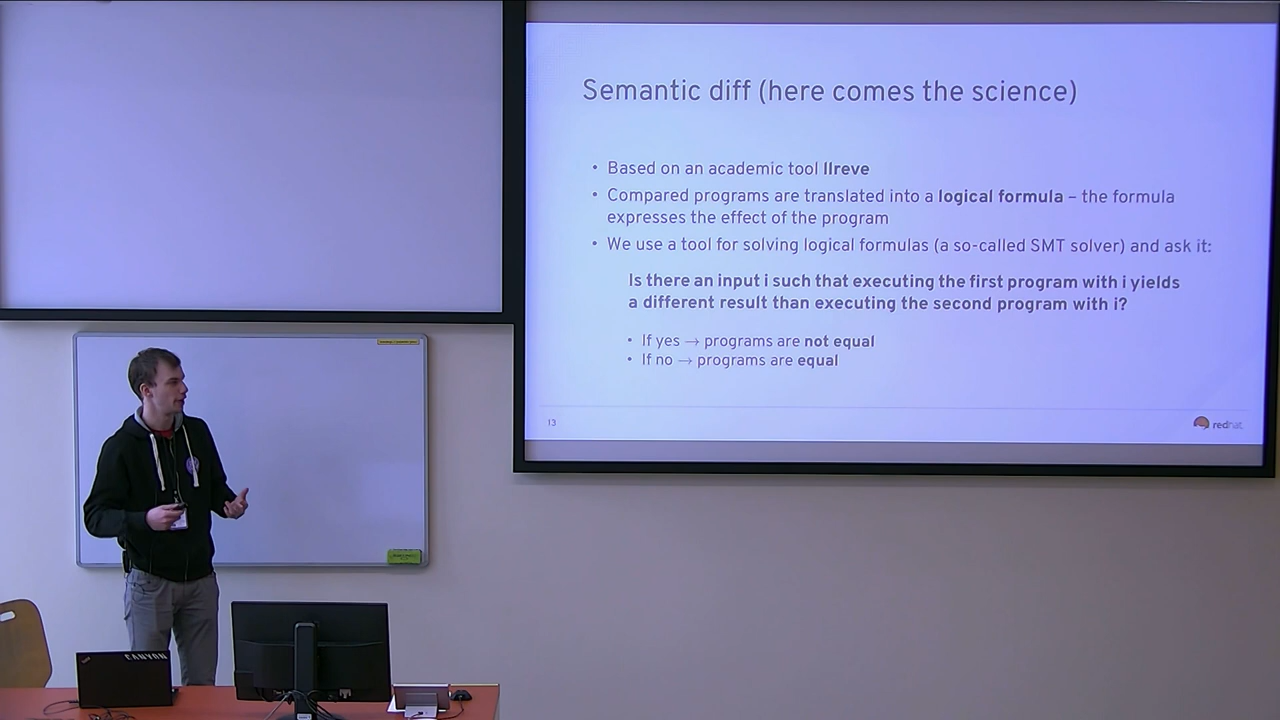 Semantic diff (here comes the science)
• Based on an academic tool llreve
• Compared programs are translated into a logical formula – the formula
expresses the effect of the program
• We use a tool for solving logical formulas (a so-called SMT solver) and ask it:
Is there an input i such that executing the first program with i yields
a different result than executing the second program with i?
• If yes → programs are not equal
• If no → programs are equal
13
redhat
CANYON